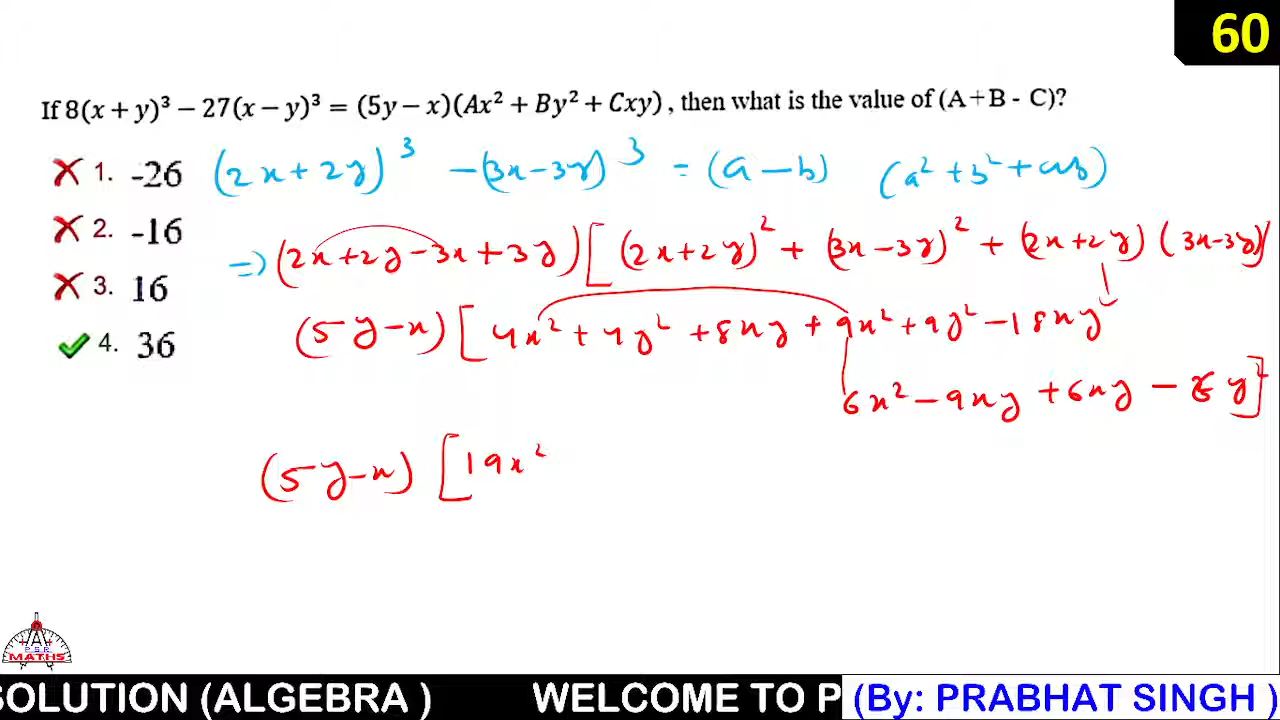 60
If 8(x + y)³ − 27(x − y)³ = (5y − x)(Ax² + By² + Cxy) , then what is the value of (A+B - C)?
1. -26
(2x+2y)³ −(3x−3y)³ = (a−b) (a²+b²+ab)
2. -16
=> (2x+2y−3x+3y) [(2x+2y)² + (3x−3y)² + (2x+2y) (3x−3y)]
3. 16
(5y−x) [4x² + 4y² + 8xy + 9x² + 9y² − 18xy
4. 36
6x² − 9xy + 6xy − y²]
(5y−x) [19x²
A
P S R
MATHS
SOLUTION (ALGEBRA ) WELCOME TO P (By: PRABHAT SINGH )